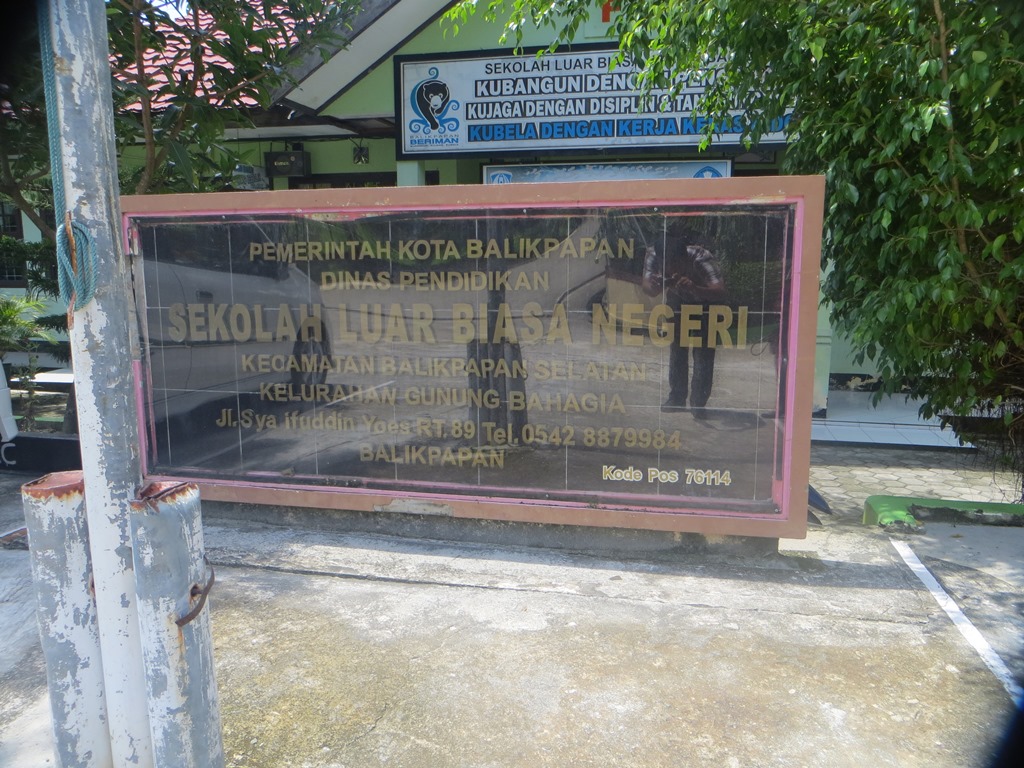 SEKOLAH LUAR BIASA
KUBANGUN DENGAN
KUJAGA DENGAN DISIPLIN &
KUBELA DENGAN KERJA KERAS
BALIKPAPAN
BERIMAN
PEMERINTAH KOTA BALIKPAPAN
DINAS PENDIDIKAN
SEKOLAH LUAR BIASA NEGERI
KECAMATAN BALIKPAPAN SELATAN
KELURAHAN GUNUNG BAHAGIA
Jl.Sya ifuddin Yoes RT.89 Tel.0542 8879984
BALIKPAPAN
Kode Pos 76114